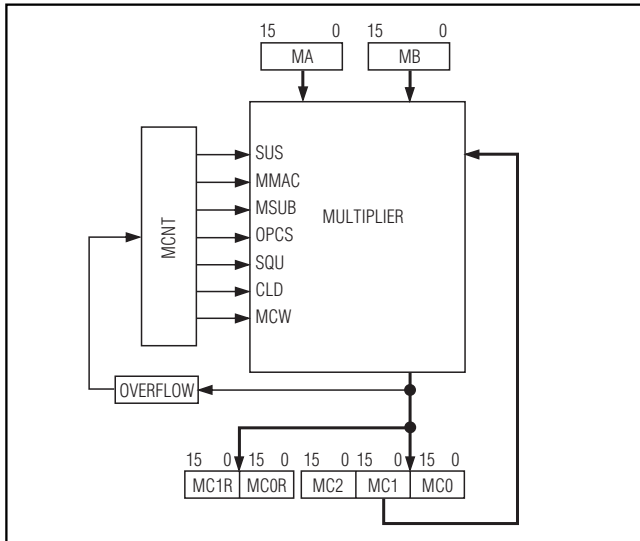 15 0 15 0
MA MB
SUS
MMAC
MSUB
OPCS
SQU
CLD
MCW
MCNT
MULTIPLIER
OVERFLOW
15 0 15 0 15 0 15 0 15 0
MC1R MC0R MC2 MC1 MC0